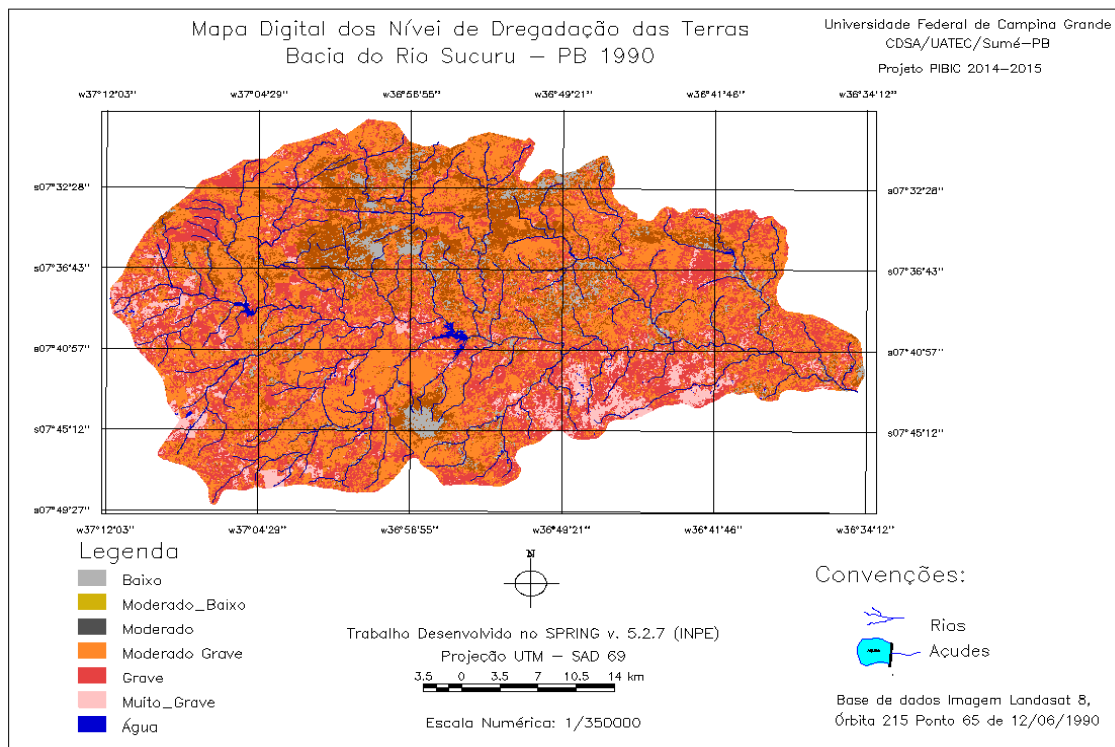 Mapa Digital dos Nívei de Dregadação das Terras
Bacia do Rio Sucuru – PB 1990
Universidade Federal de Campina Grande
CDSA/UATEC/Sumé–PB
Projeto PIBIC 2014–2015
w37°12'03'' w37°04'29'' w36°56'55'' w36°49'21'' w36°41'46'' w36°34'12''
s07°32'28'' s07°32'28''
s07°36'43'' s07°36'43''
s07°40'57'' s07°40'57''
s07°45'12'' s07°45'12''
s07°49'27''
w37°12'03'' w37°04'29'' w36°56'55'' w36°49'21'' w36°41'46'' w36°34'12''
Legenda
Baixo
Moderado_Baixo
Moderado
Moderado Grave
Grave
Muito_Grave
Água
N
Trabalho Desenvolvido no SPRING v. 5.2.7 (INPE)
Projeção UTM – SAD 69
3.5 0 3.5 7 10.5 14 km
Escala Numérica: 1/350000
Convenções:
Rios
Açudes
Base de dados Imagem Landasat 8,
Órbita 215 Ponto 65 de 12/06/1990